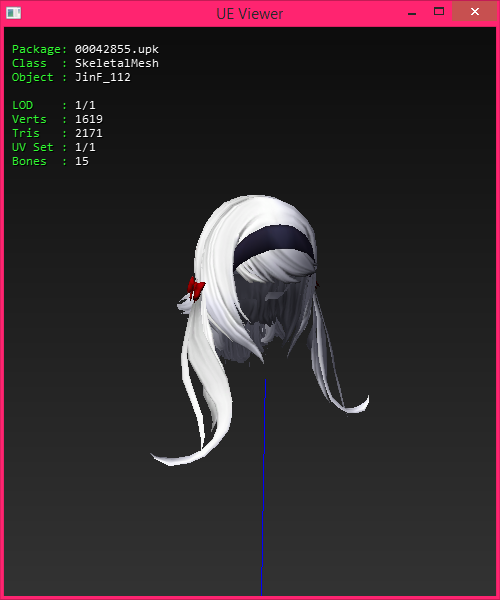 UE Viewer
Package: 00042855.upk
Class : SkeletalMesh
Object : JinF_112
LOD : 1/1
Verts : 1619
Tris : 2171
UV Set : 1/1
Bones : 15